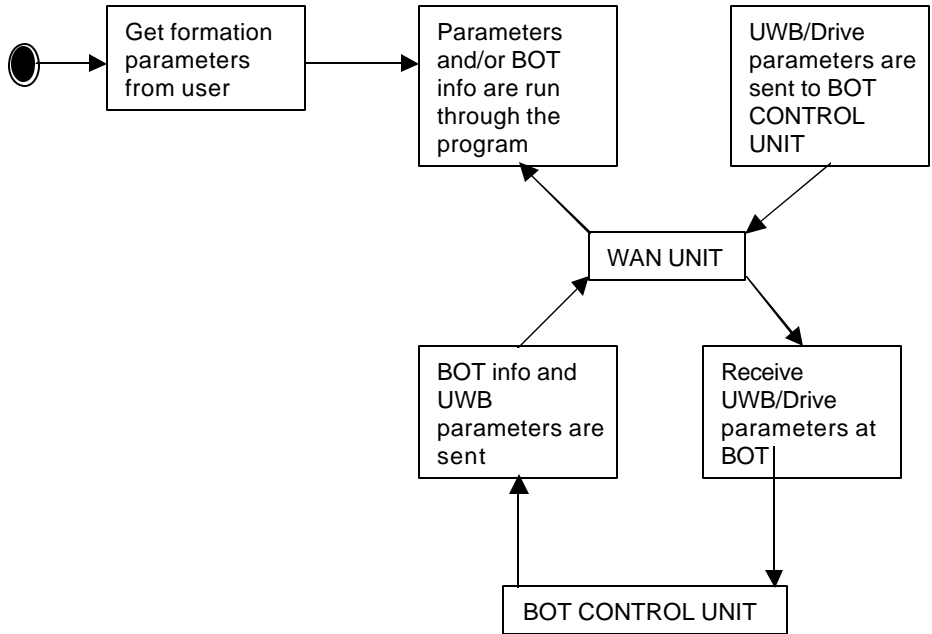 Get formation
parameters
from user
Parameters
and/or BOT
info are run
through the
program
UWB/Drive
parameters are
sent to BOT
CONTROL
UNIT
WAN UNIT
BOT info and
UWB
parameters are
sent
Receive
UWB/Drive
parameters at
BOT
BOT CONTROL UNIT